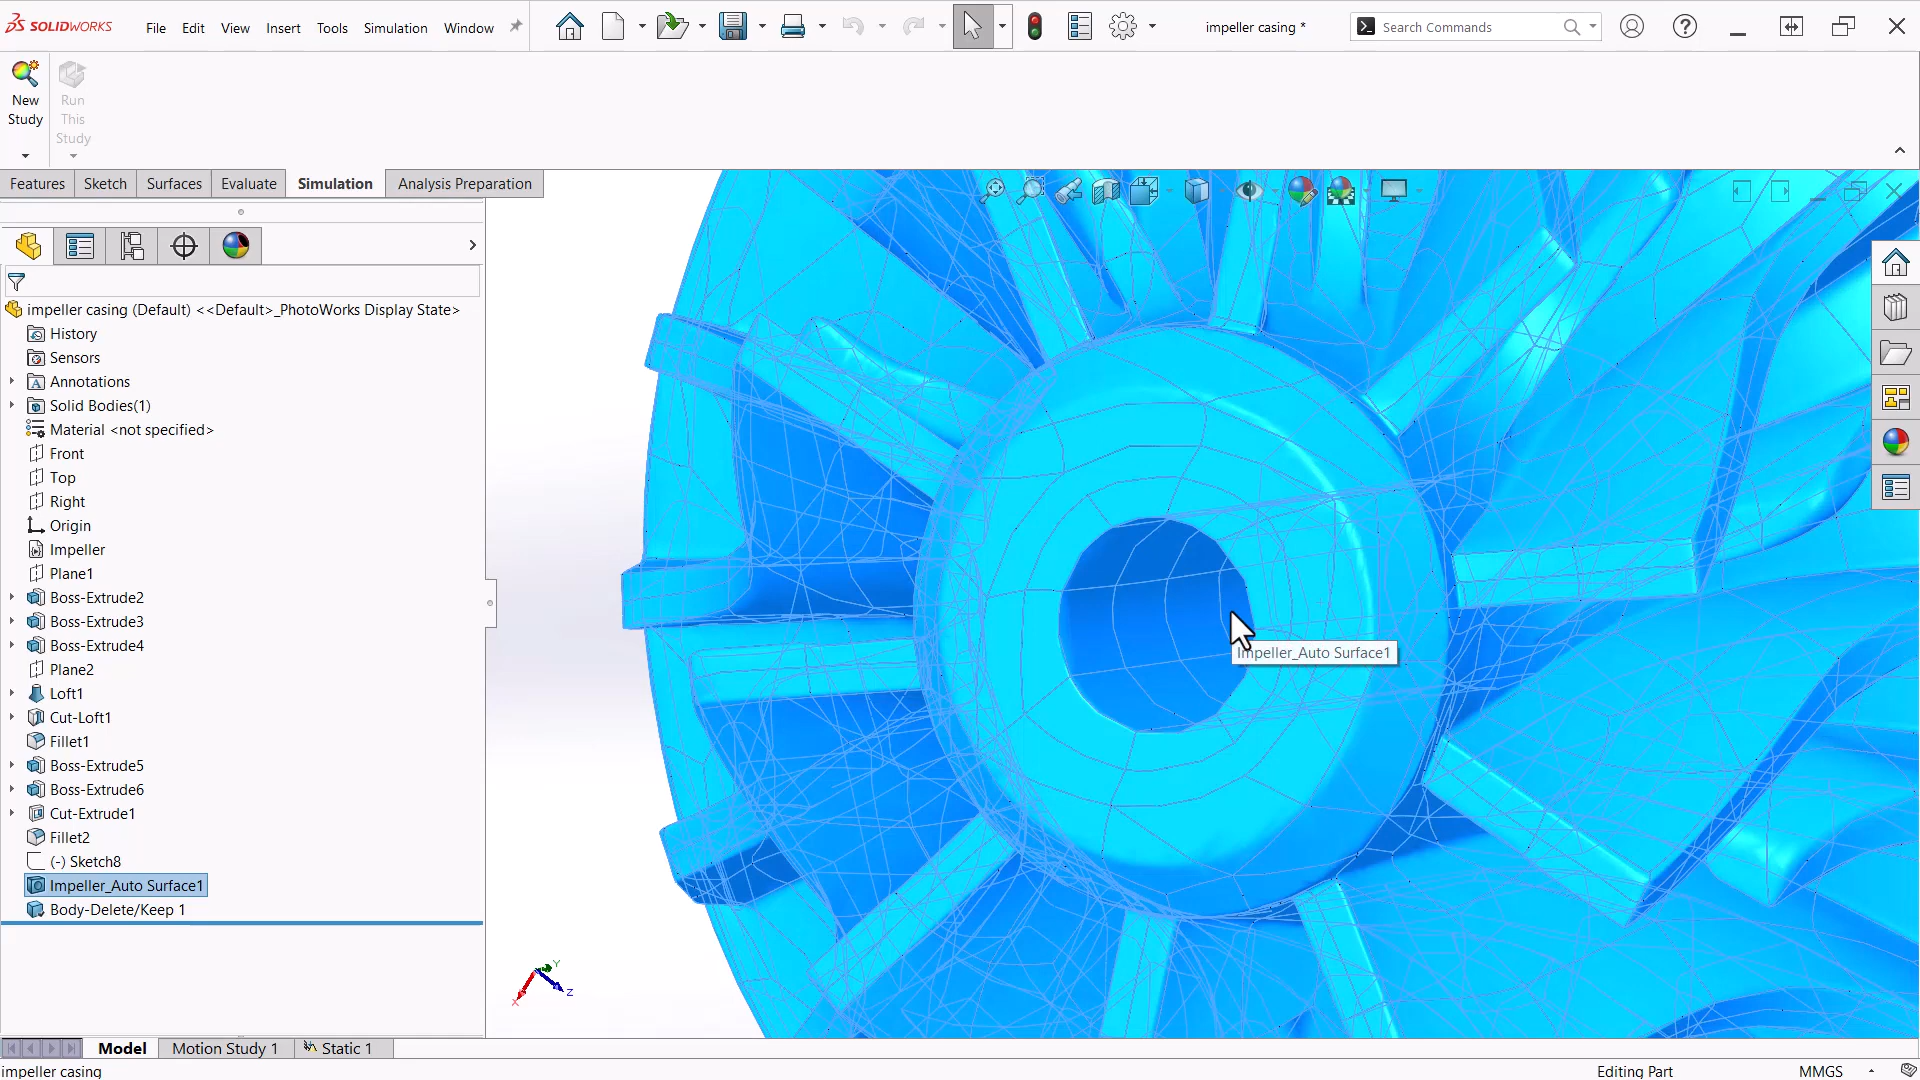 SOLIDWORKS File Edit View Insert Tools Simulation Window impeller casing * Search Commands
New Study
Run This Study
Features Sketch Surfaces Evaluate Simulation Analysis Preparation
impeller casing (Default) <<Default>_PhotoWorks Display State>
History
Sensors
Annotations
Solid Bodies(1)
Material <not specified>
Front
Top
Right
Origin
Impeller
Plane1
Boss-Extrude2
Boss-Extrude3
Boss-Extrude4
Plane2
Loft1
Cut-Loft1
Fillet1
Boss-Extrude5
Boss-Extrude6
Cut-Extrude1
Fillet2
(-) Sketch8
Impeller_Auto Surface1
Body-Delete/Keep 1
Impeller_Auto Surface1
Y
Z
X
Model Motion Study 1 Static 1
impeller casing Editing Part MMGS